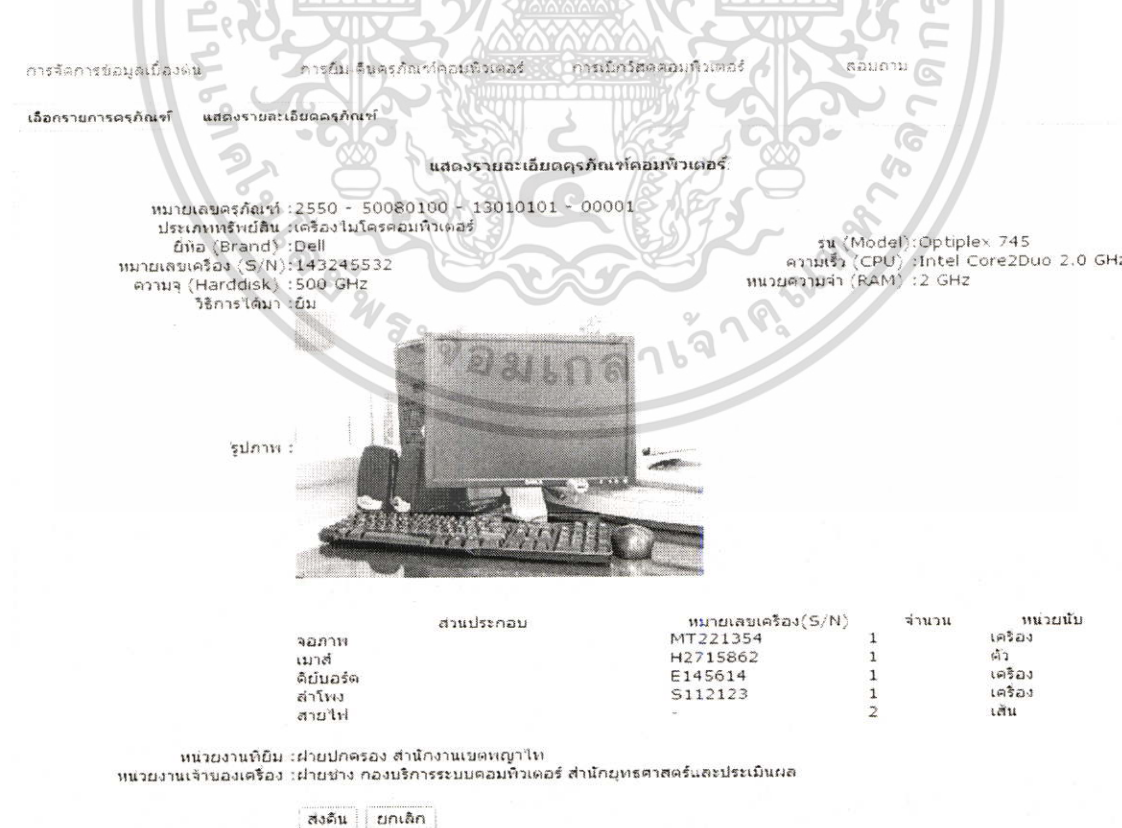 การจัดการข้อมูลเบื้องต้น การยืม-คืนครุภัณฑ์คอมพิวเตอร์ การเบิกวัสดุคอมพิวเตอร์ สอบถาม
เลือกรายการครุภัณฑ์ แสดงรายละเอียดครุภัณฑ์
แสดงรายละเอียดครุภัณฑ์คอมพิวเตอร์
หมายเลขครุภัณฑ์ :2550 - 50080100 - 13010101 - 00001
ประเภททรัพย์สิน :เครื่องไมโครคอมพิวเตอร์
ยี่ห้อ (Brand) :Dell รุ่น (Model):Optiplex 745
หมายเลขเครื่อง (S/N):143245532 ความเร็ว (CPU) :Intel Core2Duo 2.0 GHz
ความจุ (Harddisk) :500 GHz หน่วยความจำ (RAM) :2 GHz
วิธีการได้มา :ยืม
รูปภาพ :
ส่วนประกอบ หมายเลขเครื่อง(S/N) จำนวน หน่วยนับ
จอภาพ MT221354 1 เครื่อง
เมาส์ H2715862 1 ตัว
คีย์บอร์ด E145614 1 เครื่อง
ลำโพง S112123 1 เครื่อง
สายไฟ - 2 เส้น
หน่วยงานที่ยืม :ฝ่ายปกครอง สำนักงานเขตพญาไท
หน่วยงานเจ้าของเครื่อง :ฝ่ายช่าง กองบริการระบบคอมพิวเตอร์ สำนักยุทธศาสตร์และประเมินผล
ส่งคืน ยกเลิก